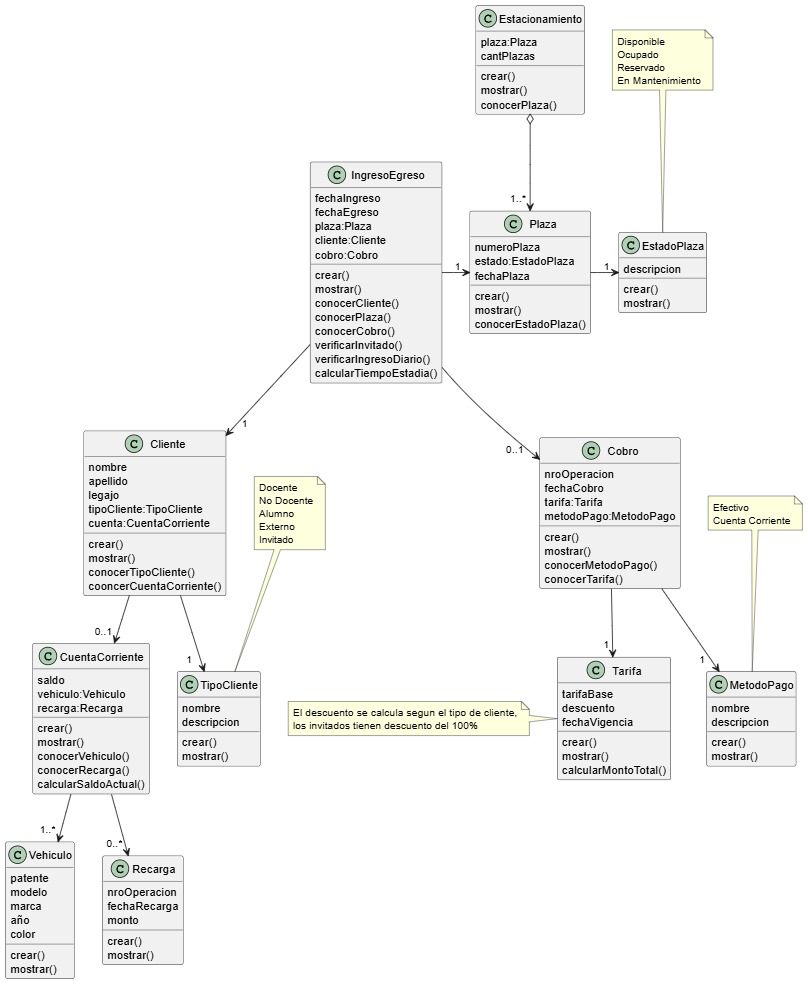 C Estacionamiento
plaza:Plaza
cantPlazas
crear()
mostrar()
conocerPlaza()
Disponible
Ocupado
Reservado
En Mantenimiento
1..*
C IngresoEgreso
fechaIngreso
fechaEgreso
plaza:Plaza
cliente:Cliente
cobro:Cobro
crear()
mostrar()
conocerCliente()
conocerPlaza()
conocerCobro()
verificarInvitado()
verificarIngresoDiario()
calcularTiempoEstadia()
1
C Plaza
numeroPlaza
estado:EstadoPlaza
fechaPlaza
crear()
mostrar()
conocerEstadoPlaza()
1
C EstadoPlaza
descripcion
crear()
mostrar()
1
0..1
C Cliente
nombre
apellido
legajo
tipoCliente:TipoCliente
cuenta:CuentaCorriente
crear()
mostrar()
conocerTipoCliente()
cooncerCuentaCorriente()
Docente
No Docente
Alumno
Externo
Invitado
C Cobro
nroOperacion
fechaCobro
tarifa:Tarifa
metodoPago:MetodoPago
crear()
mostrar()
conocerMetodoPago()
conocerTarifa()
Efectivo
Cuenta Corriente
0..1
1
1
1
C CuentaCorriente
saldo
vehiculo:Vehiculo
recarga:Recarga
crear()
mostrar()
conocerVehiculo()
conocerRecarga()
calcularSaldoActual()
C TipoCliente
nombre
descripcion
crear()
mostrar()
El descuento se calcula segun el tipo de cliente,
los invitados tienen descuento del 100%
C Tarifa
tarifaBase
descuento
fechaVigencia
crear()
mostrar()
calcularMontoTotal()
C MetodoPago
nombre
descripcion
crear()
mostrar()
1..*
0..*
C Vehiculo
patente
modelo
marca
año
color
crear()
mostrar()
C Recarga
nroOperacion
fechaRecarga
monto
crear()
mostrar()